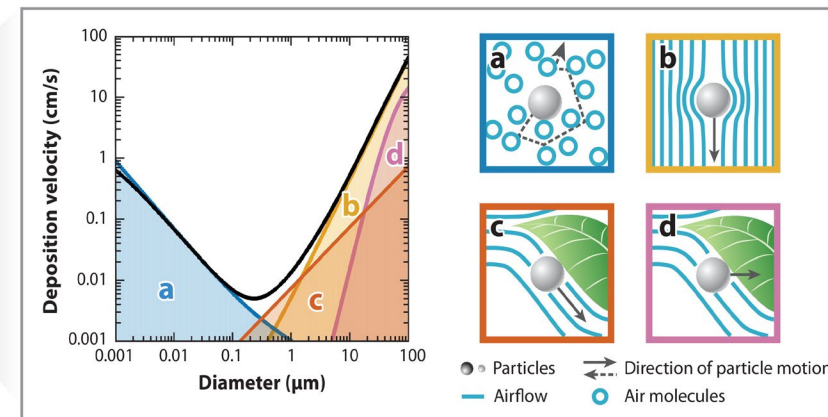 100
10
1
0.1
0.01
0.001
Deposition velocity (cm/s)
a
b
c
d
0.001 0.01 0.1 1 10 100
Diameter (μm)
a
b
c
d
Particles
Direction of particle motion
Airflow
Air molecules